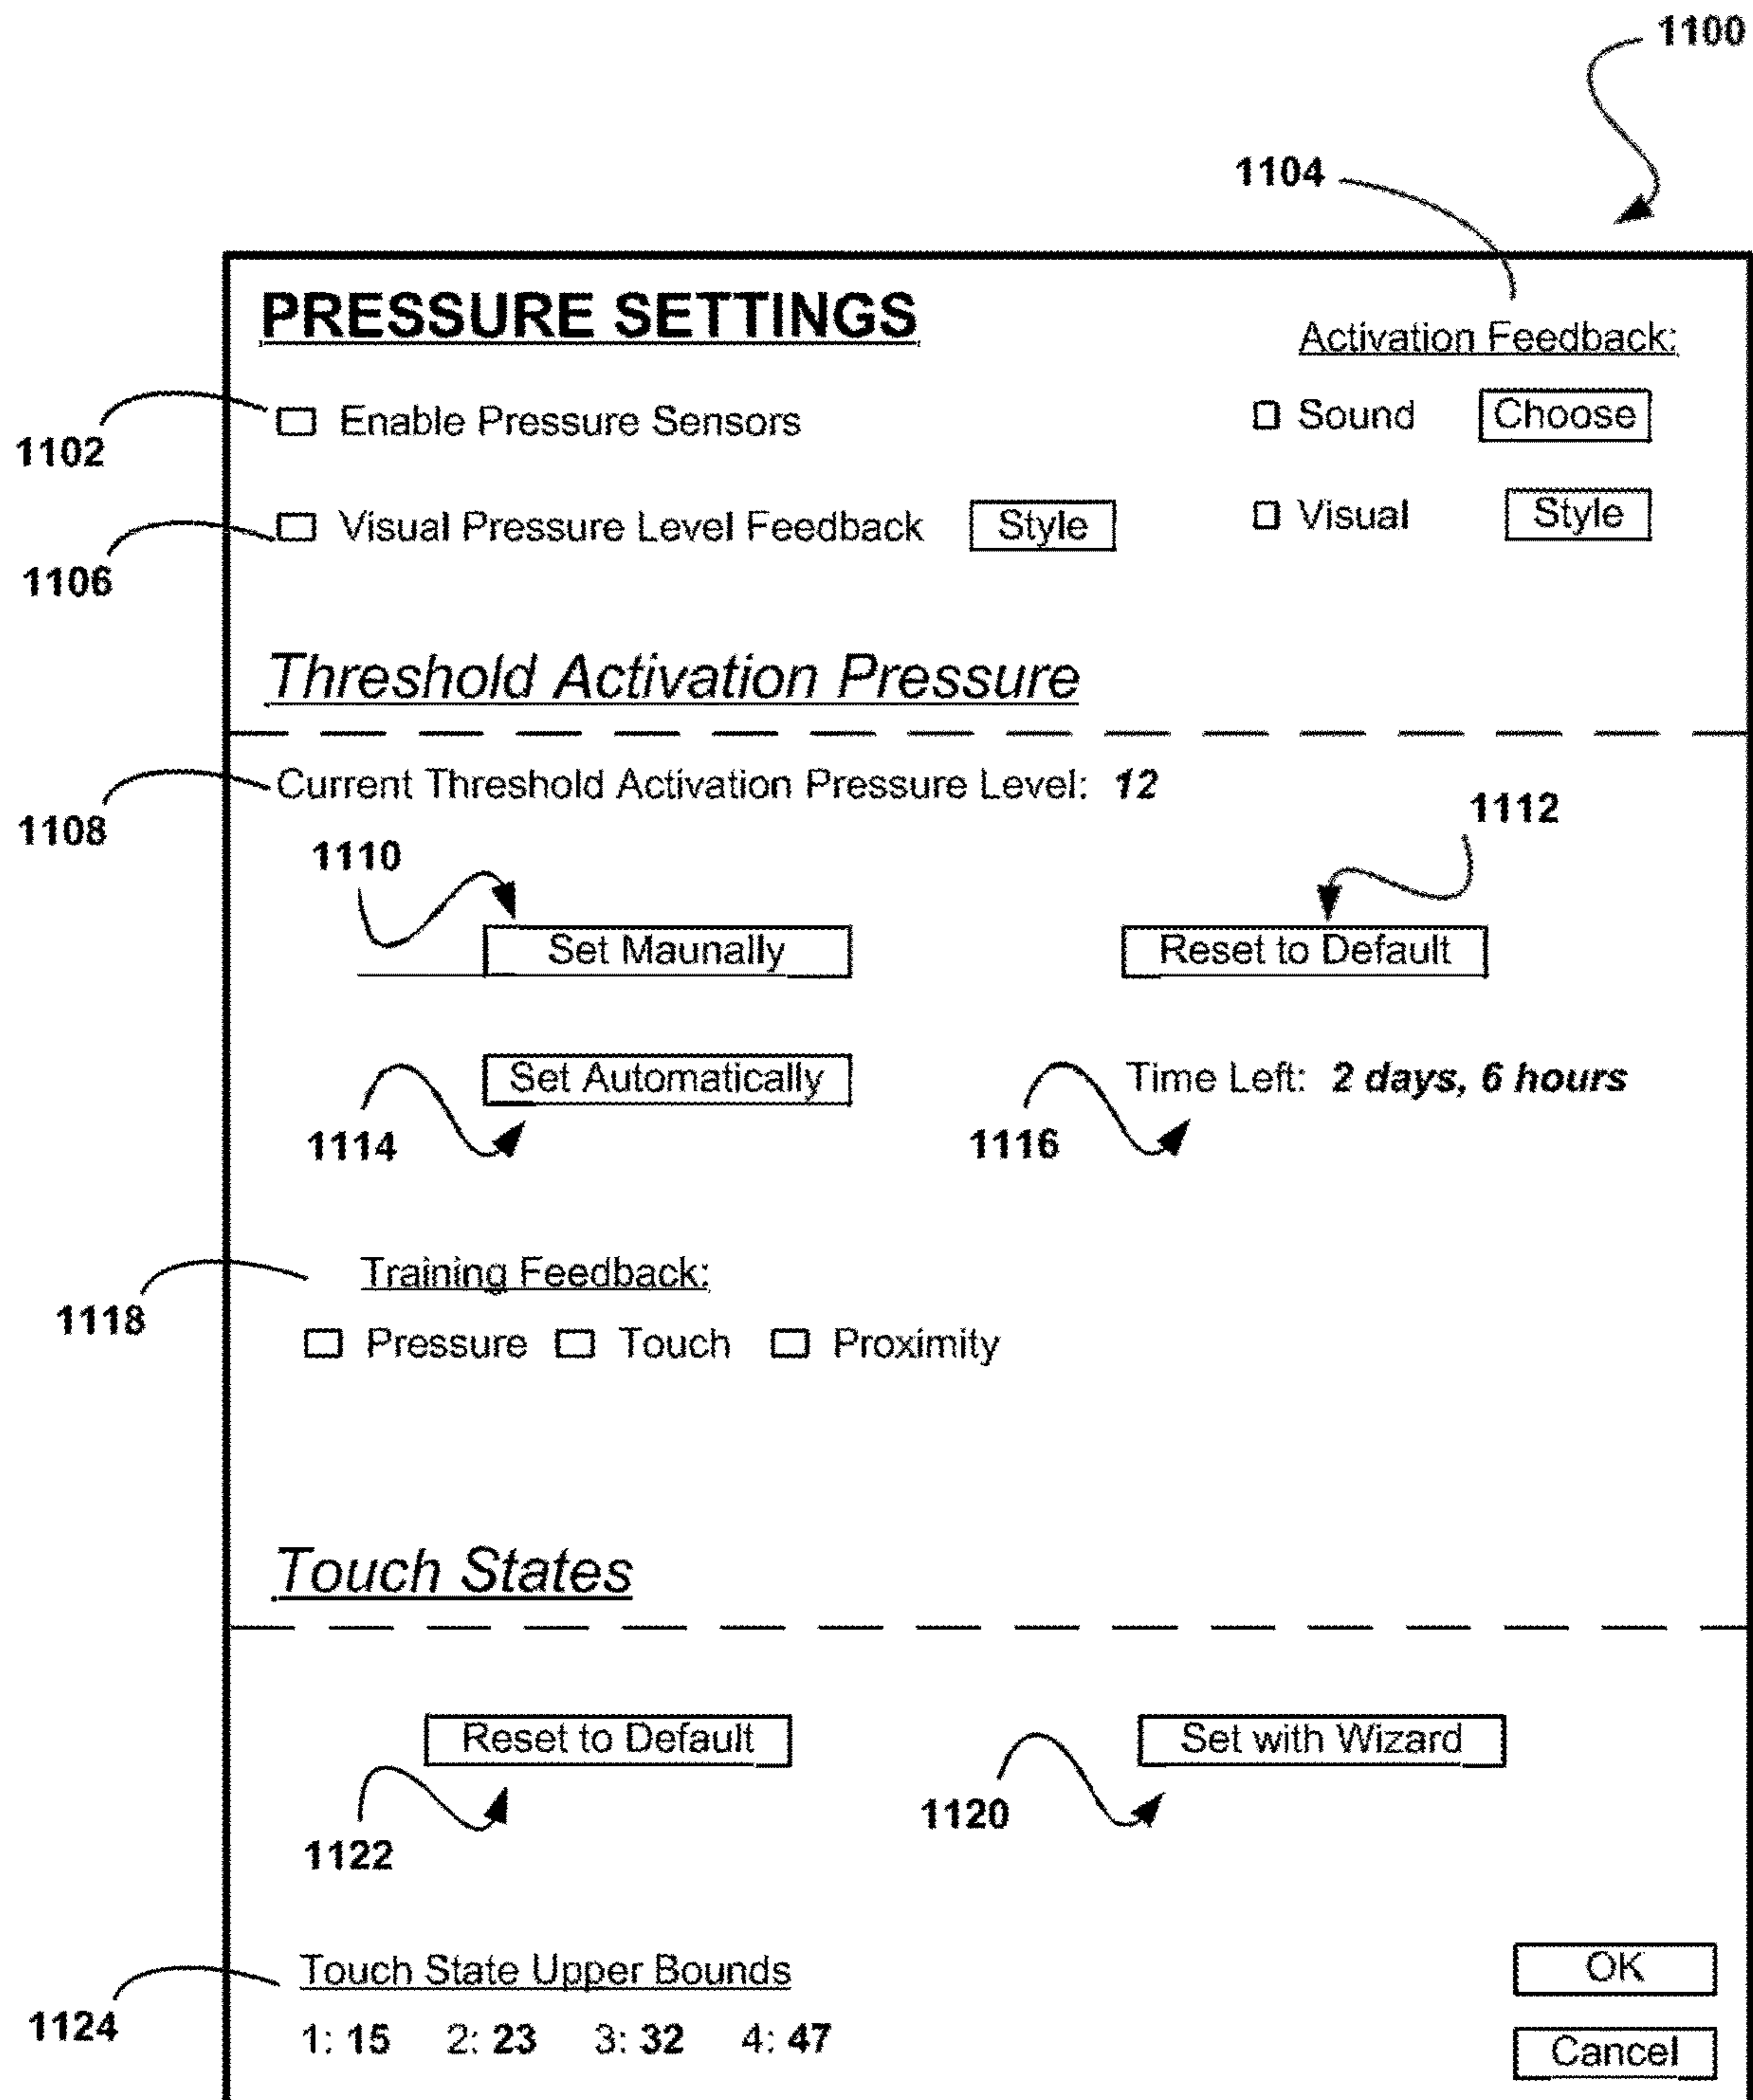 1100
1104
PRESSURE SETTINGS
Activation Feedback:
1102
Enable Pressure Sensors
Sound Choose
1106
Visual Pressure Level Feedback Style
Visual Style
Threshold Activation Pressure
1108
Current Threshold Activation Pressure Level: 12
1110
1112
Set Maunally
Reset to Default
Set Automatically
Time Left: 2 days, 6 hours
1114
1116
1118
Training Feedback:
Pressure Touch Proximity
Touch States
Reset to Default
Set with Wizard
1122
1120
1124
Touch State Upper Bounds
OK
1: 15 2: 23 3: 32 4: 47
Cancel